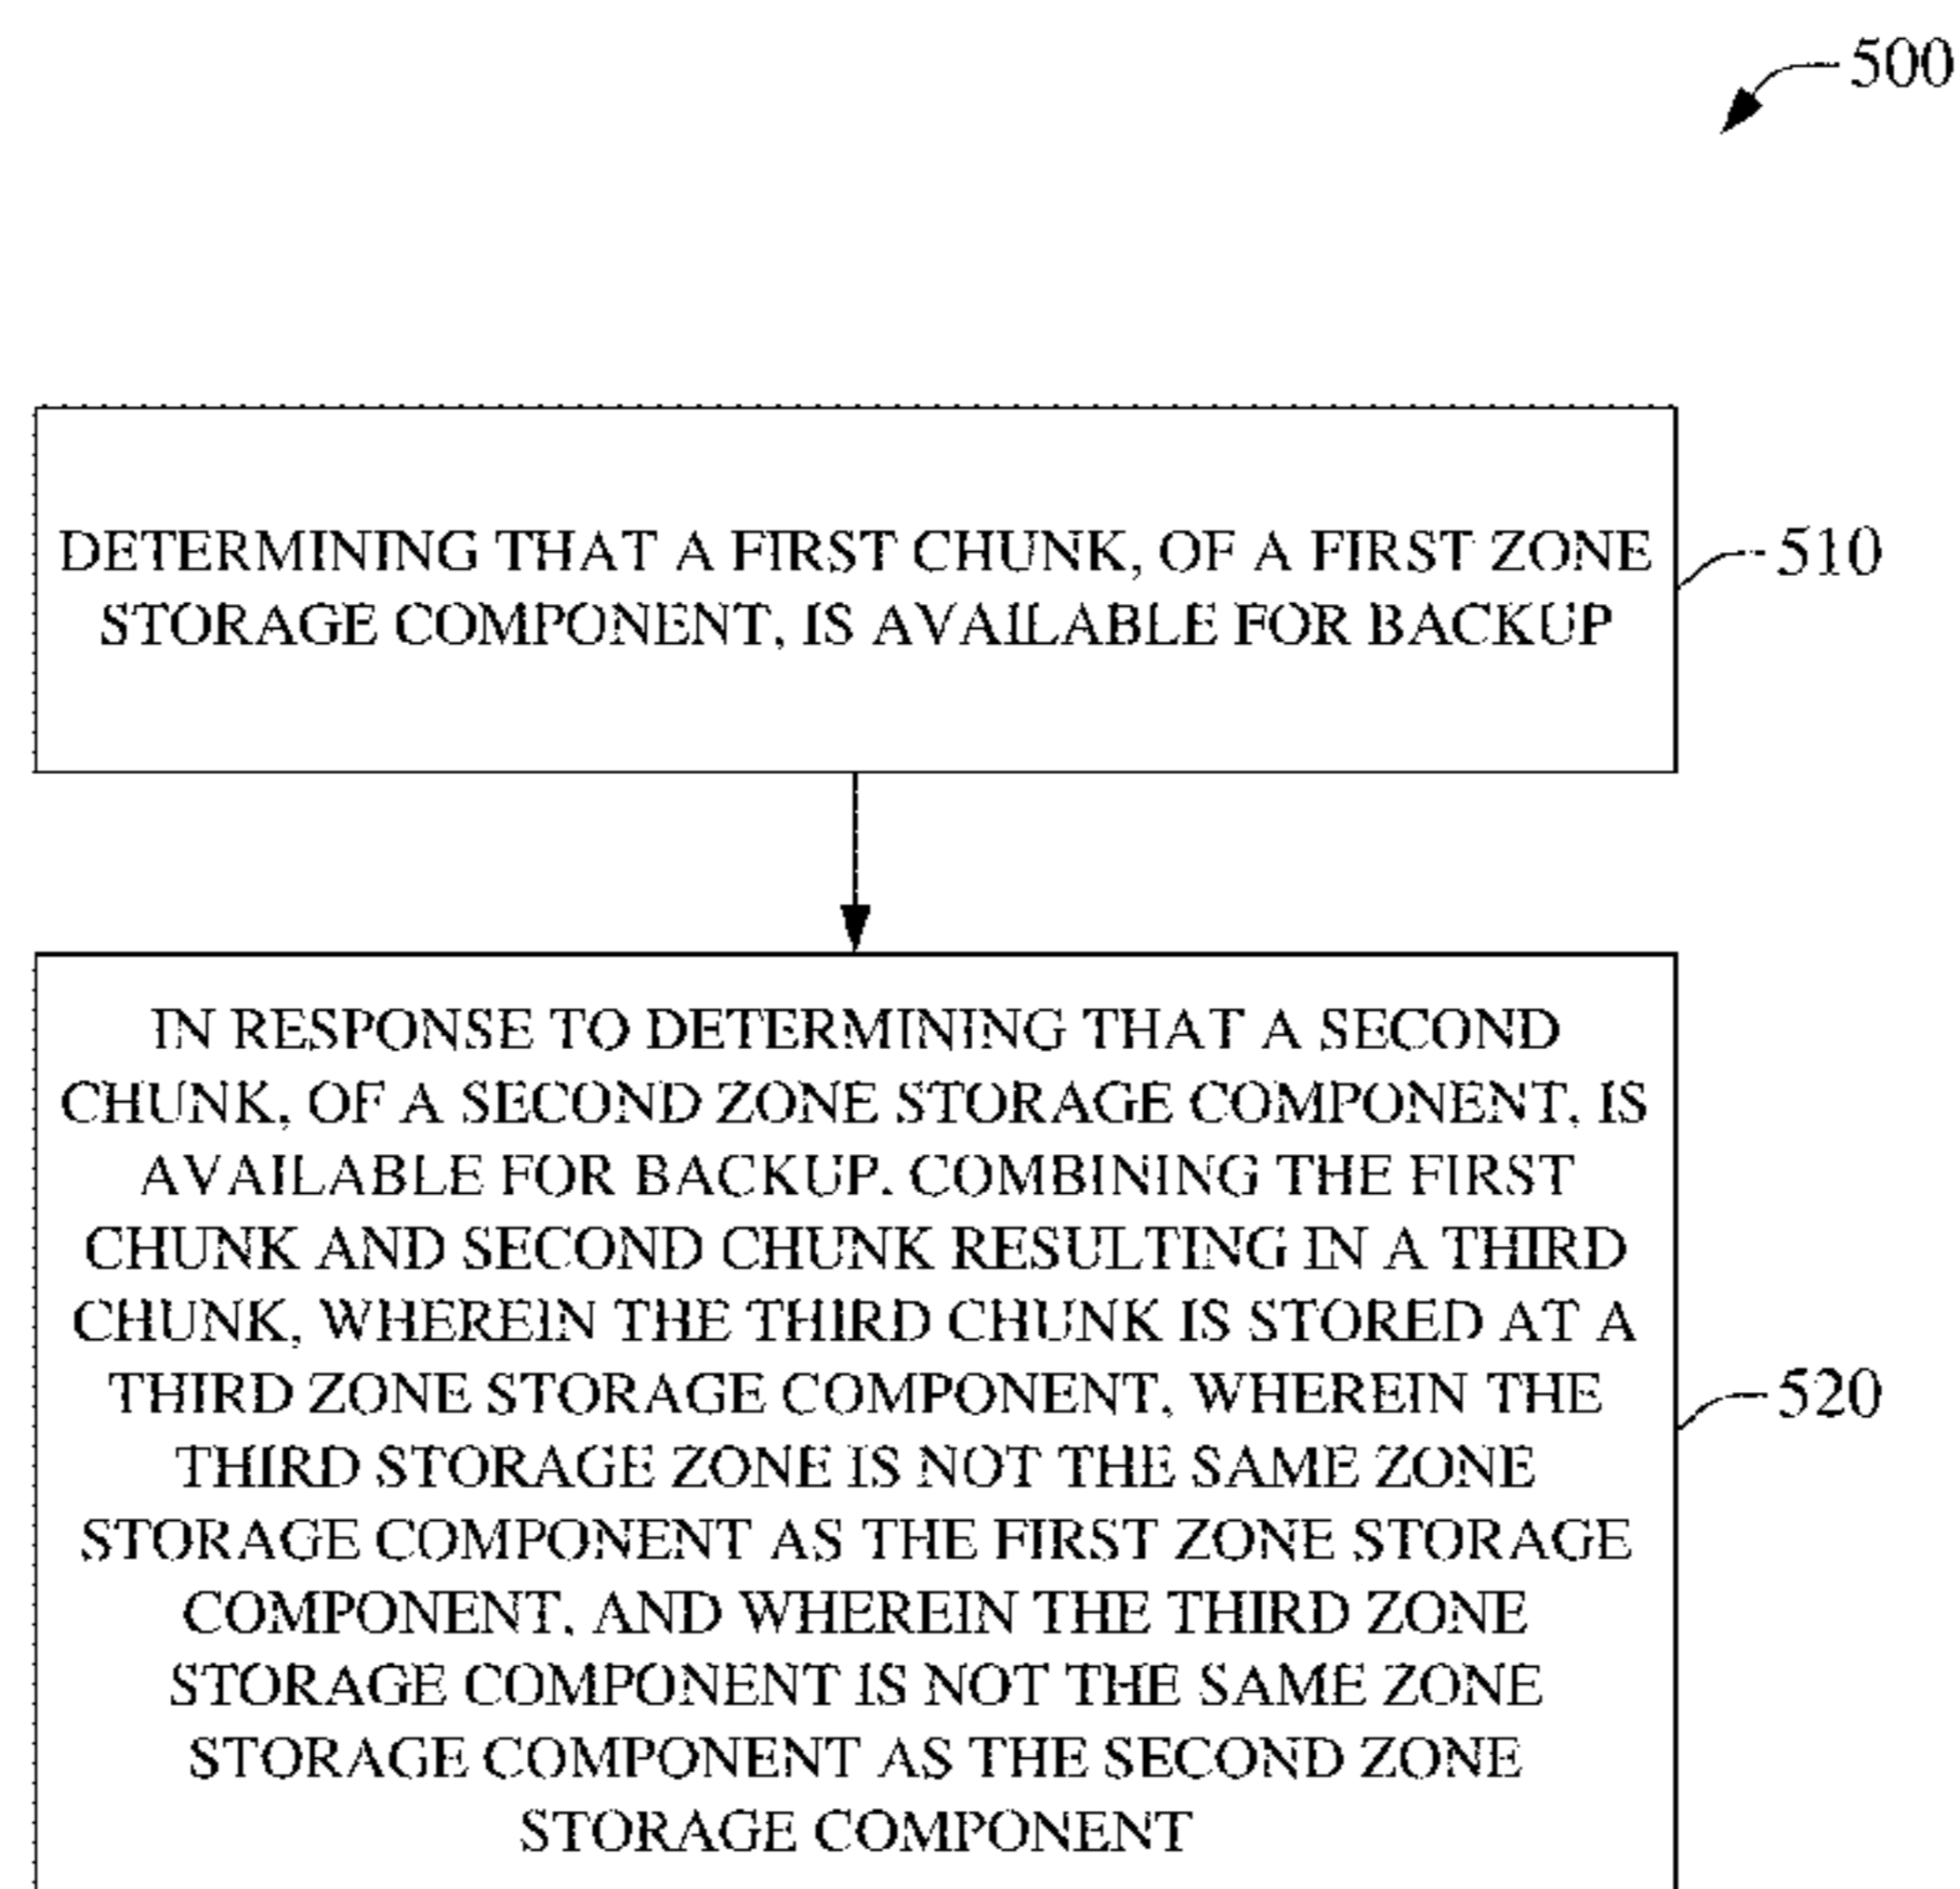 500
DETERMINING THAT A FIRST CHUNK, OF A FIRST ZONE
STORAGE COMPONENT, IS AVAILABLE FOR BACKUP
510
IN RESPONSE TO DETERMINING THAT A SECOND
CHUNK, OF A SECOND ZONE STORAGE COMPONENT, IS
AVAILABLE FOR BACKUP, COMBINING THE FIRST
CHUNK AND SECOND CHUNK RESULTING IN A THIRD
CHUNK, WHEREIN THE THIRD CHUNK IS STORED AT A
THIRD ZONE STORAGE COMPONENT, WHEREIN THE
THIRD STORAGE ZONE IS NOT THE SAME ZONE
STORAGE COMPONENT AS THE FIRST ZONE STORAGE
COMPONENT, AND WHEREIN THE THIRD ZONE
STORAGE COMPONENT IS NOT THE SAME ZONE
STORAGE COMPONENT AS THE SECOND ZONE
STORAGE COMPONENT
520